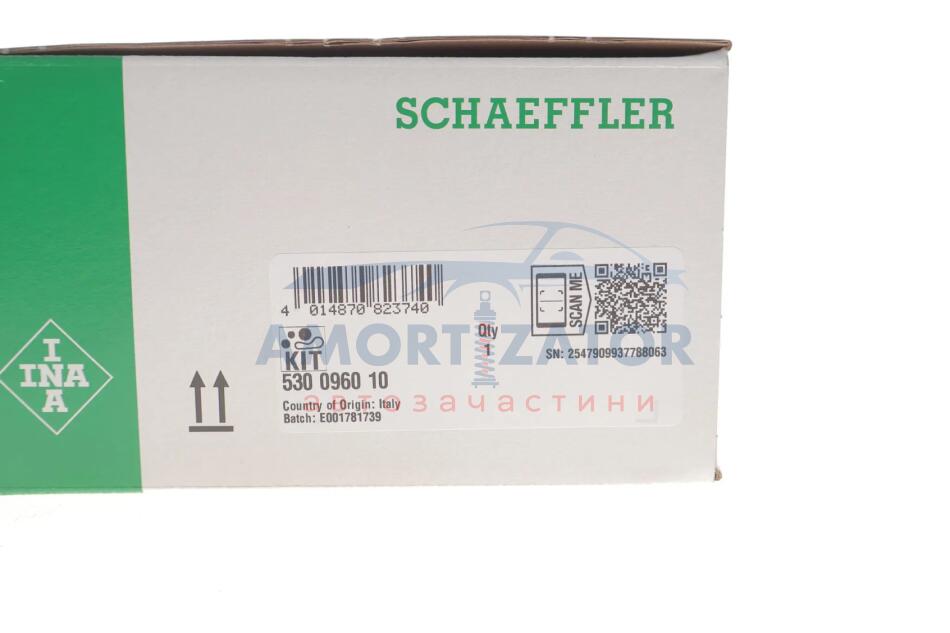 SCHAEFFLER
INA
INA
4 014870 823740
SCAN ME
KIT
Qty
1
SN: 2547909937788063
530 0960 10
Country of Origin: Italy
Batch: E001781739
AMORTIZATOR
автозапчастини